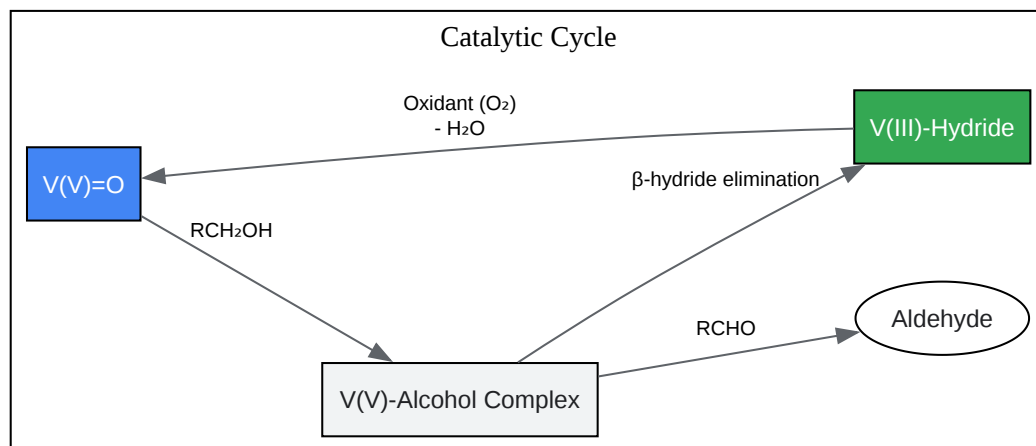 Catalytic Cycle
Oxidant (O₂)
- H₂O
V(III)-Hydride
V(V)=O
β-hydride elimination
RCH₂OH
Aldehyde
RCHO
V(V)-Alcohol Complex